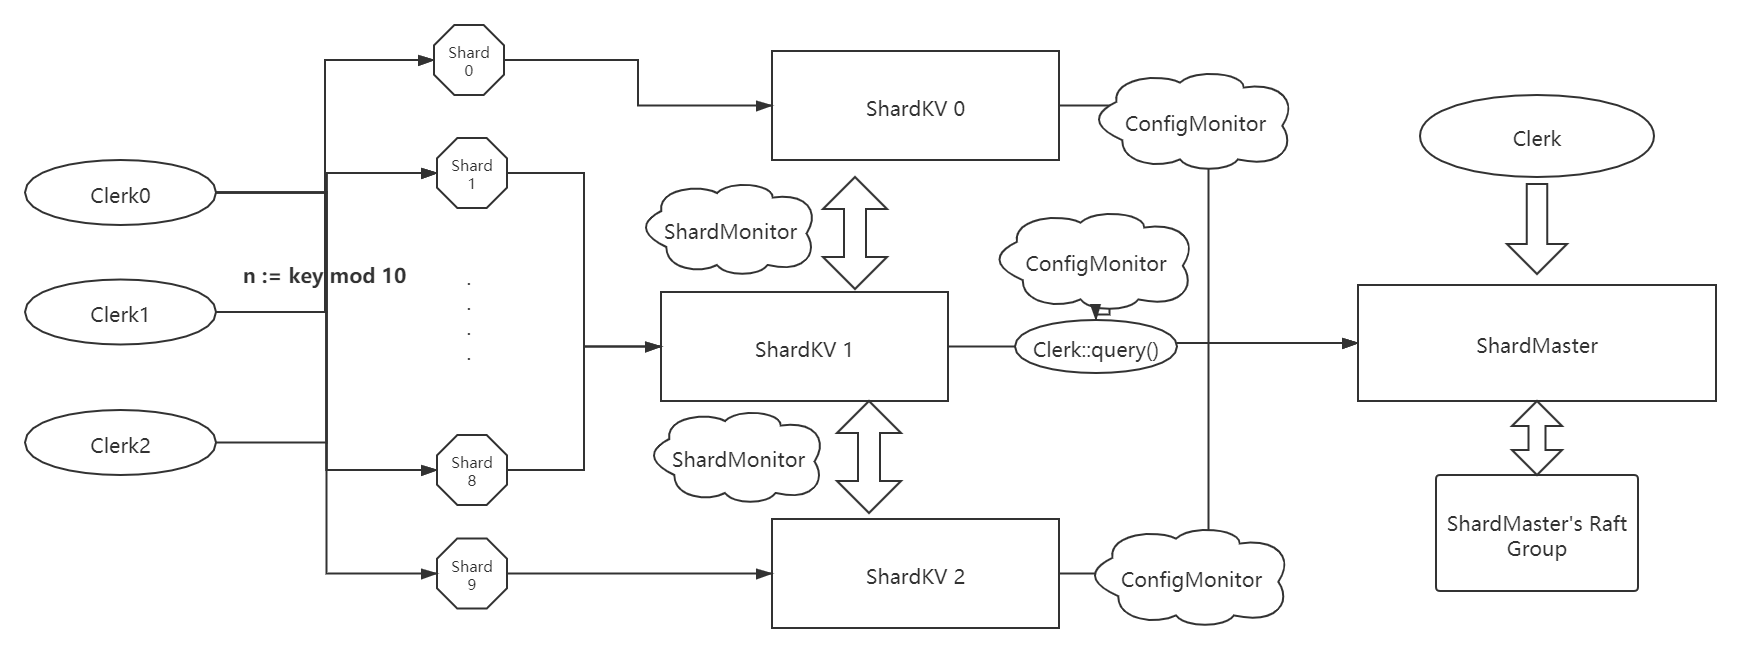 Shard
0
ShardKV 0
ConfigMonitor
Clerk
Shard
1
Clerk0
ShardMonitor
ConfigMonitor
n := key mod 10
.
.
.
.
Clerk1
ShardKV 1
Clerk::query()
ShardMaster
Clerk2
ShardMonitor
Shard
8
ShardMaster's Raft
Group
Shard
9
ShardKV 2
ConfigMonitor